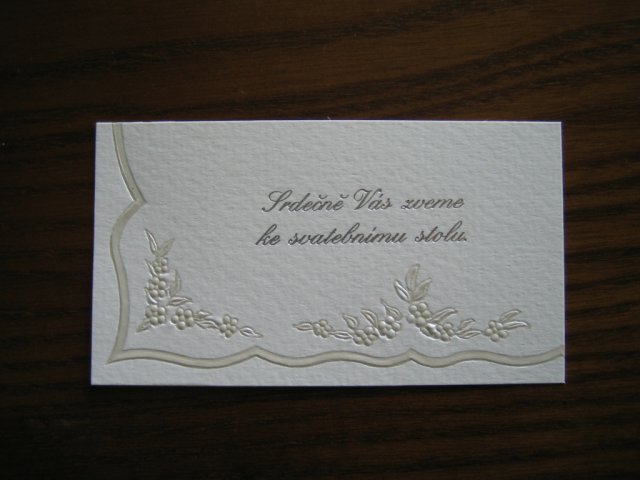 Srdečně Vás zveme
ke svatebnímu stolu.